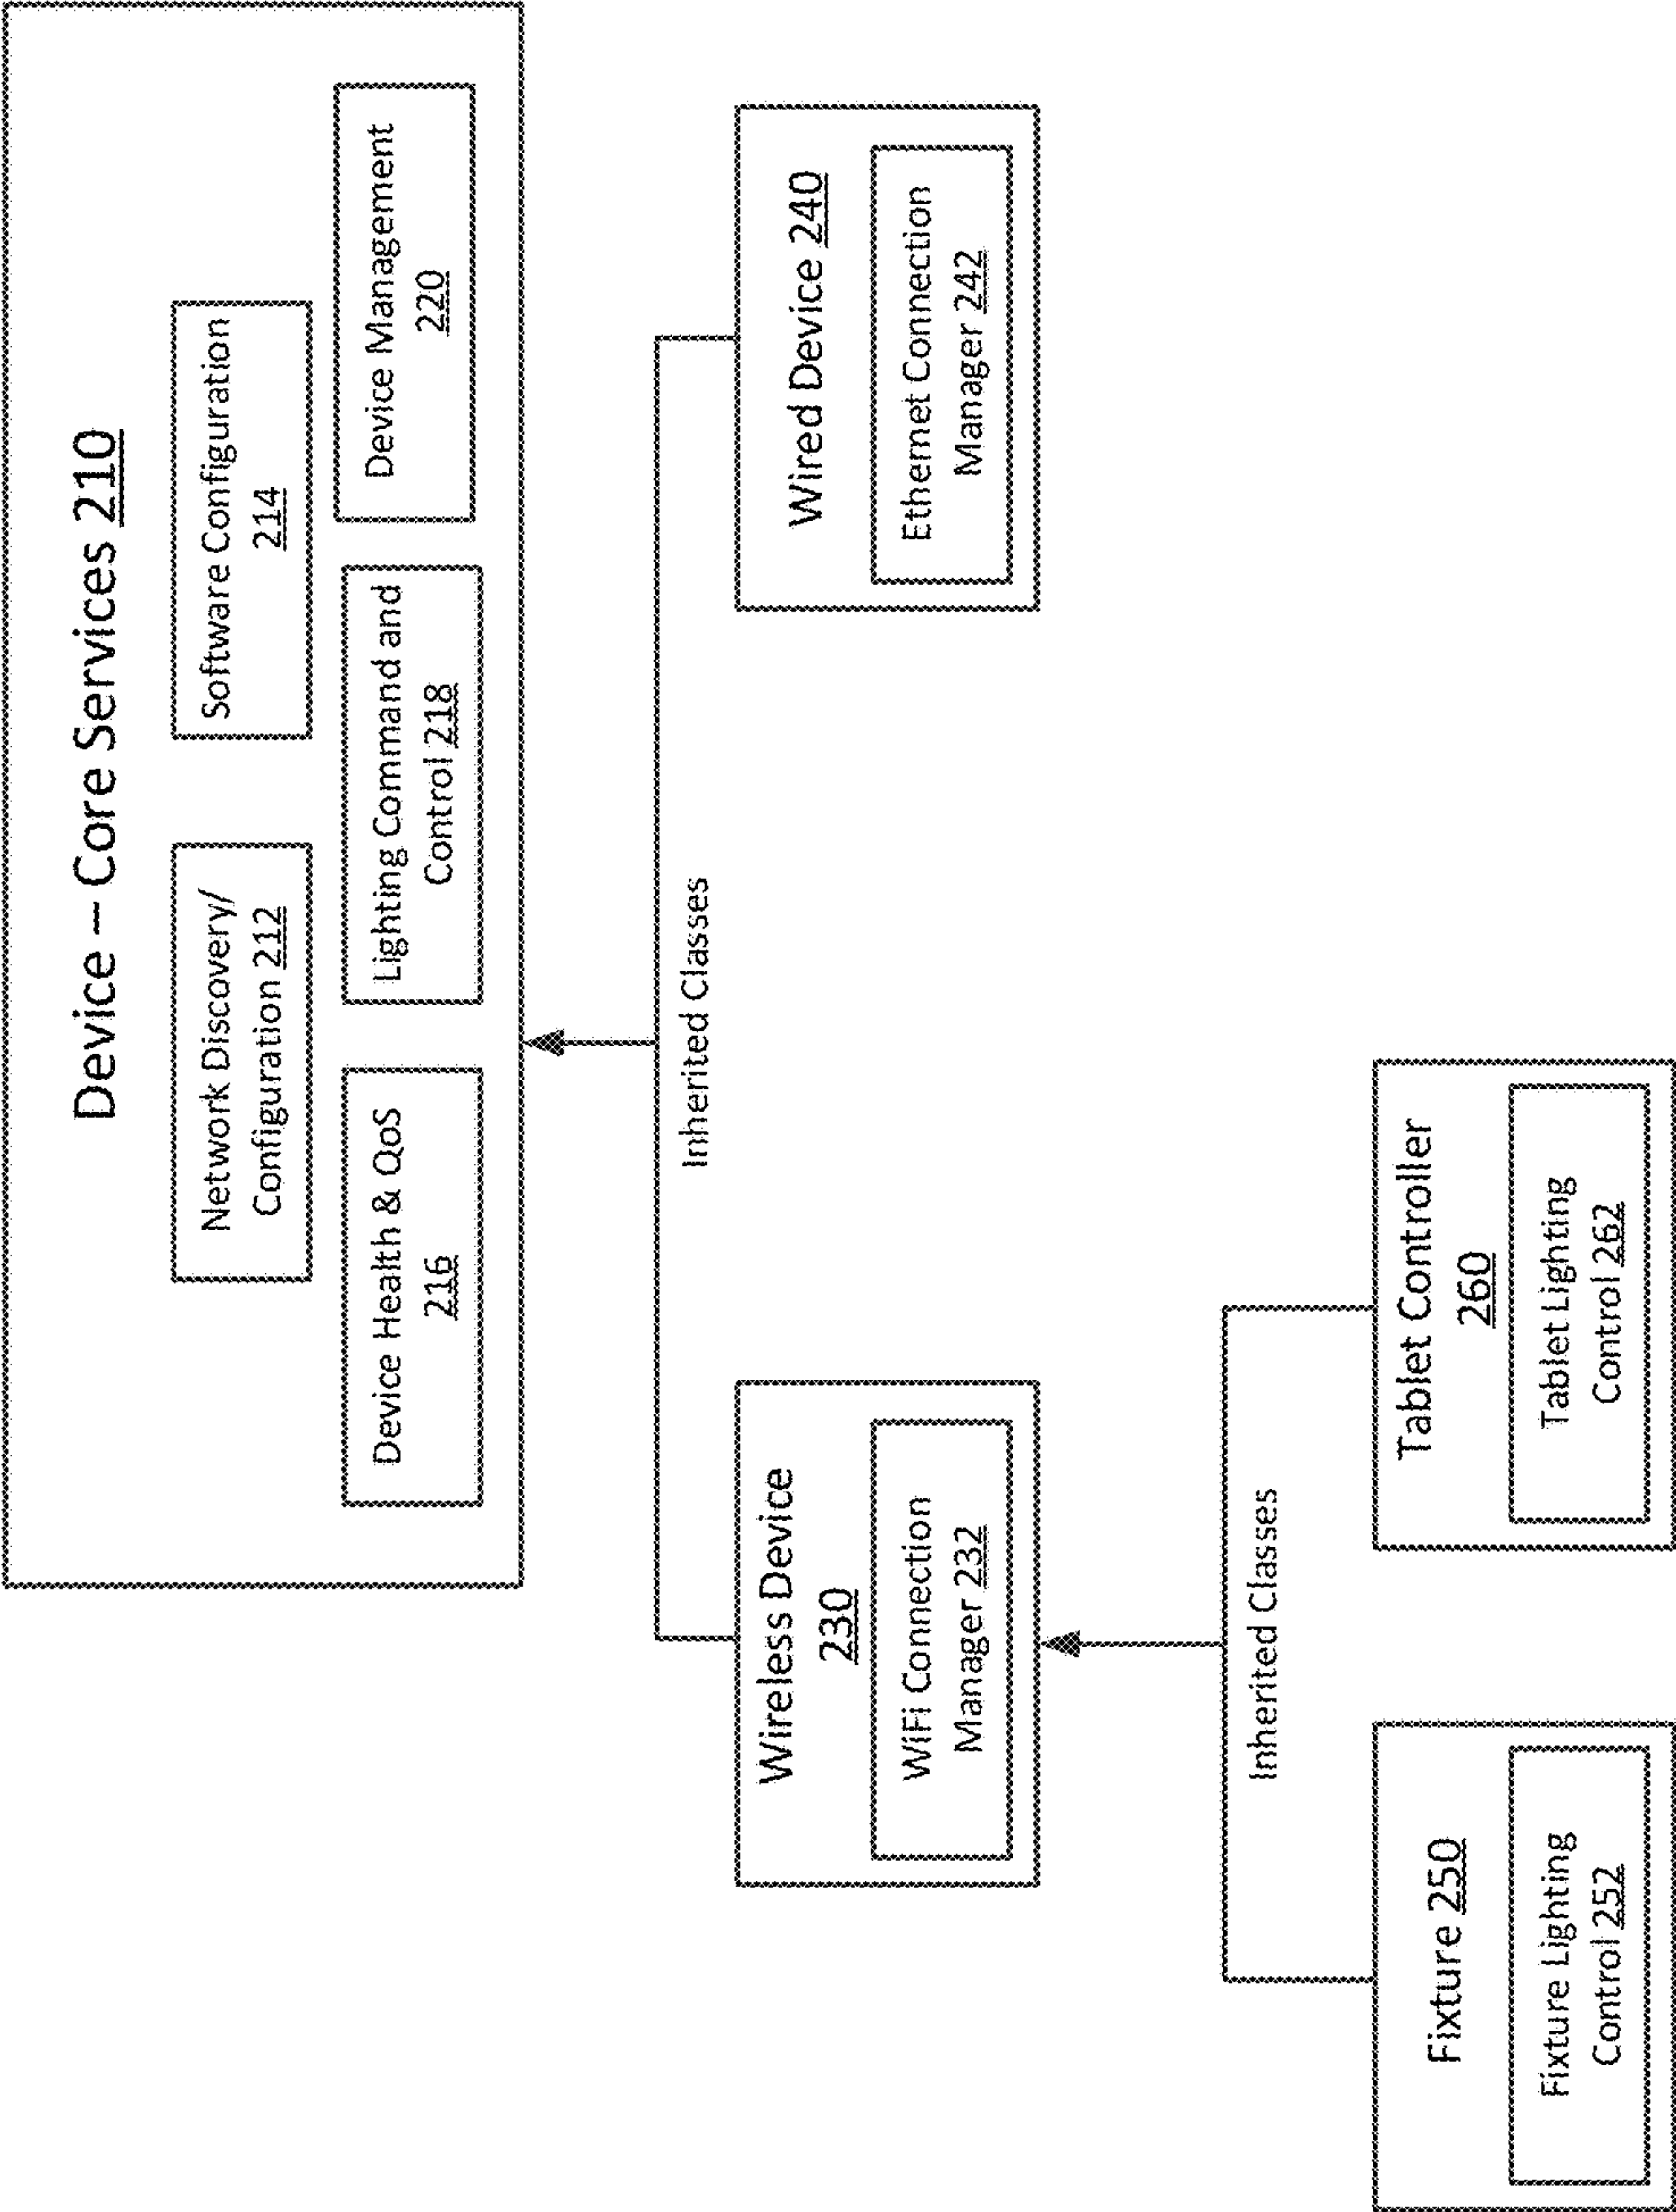 Device – Core Services 210
Network Discovery/
Configuration 212
Software Configuration
214
Device Health & QoS
216
Lighting Command and
Control 218
Device Management
220
Inherited Classes
Wireless Device
230
WiFi Connection
Manager 232
Wired Device 240
Ethernet Connection
Manager 242
Inherited Classes
Fixture 250
Fixture Lighting
Control 252
Tablet Controller
260
Tablet Lighting
Control 262